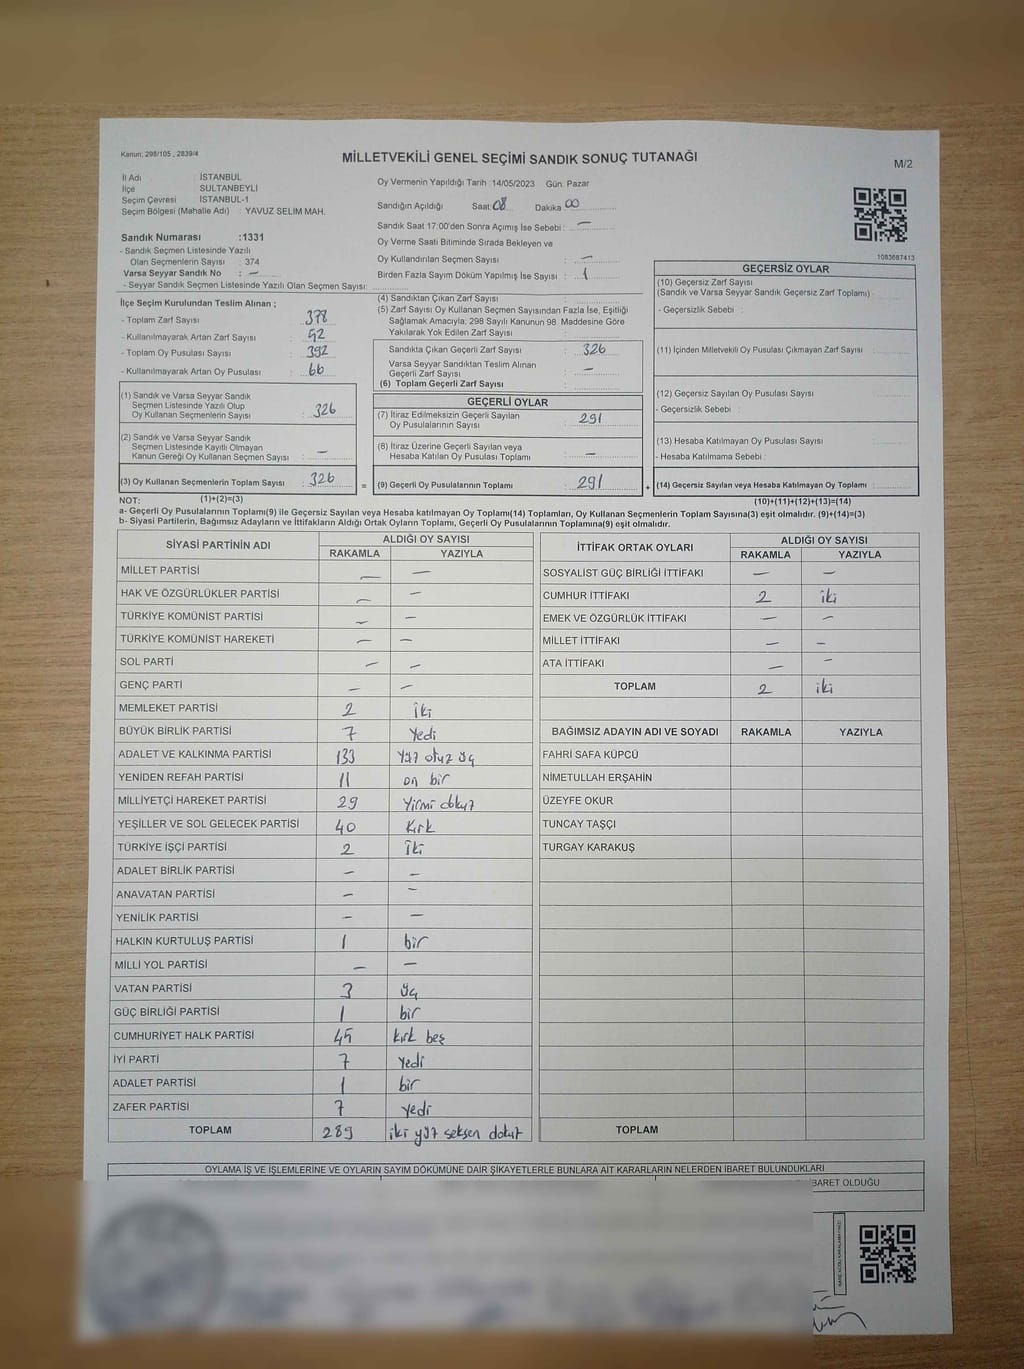 Kanun, 298/105 , 2839/4
MİLLETVEKİLİ GENEL SEÇİMİ SANDIK SONUÇ TUTANAĞI
M/2
İl Adı : İSTANBUL
İlçe : SULTANBEYLİ
Seçim Çevresi : İSTANBUL-1
Seçim Bölgesi (Mahalle Adı) : YAVUZ SELİM MAH.
Sandık Numarası :1331
- Sandık Seçmen Listesinde Yazılı
Olan Seçmenlerin Sayısı : 374
Varsa Seyyar Sandık No : –
- Seyyar Sandık Seçmen Listesinde Yazılı Olan Seçmen Sayısı:
Oy Vermenin Yapıldığı Tarih :14/05/2023 Gün: Pazar
Sandığın Açıldığı Saat: 08 Dakika 00
Sandık Saat 17:00'den Sonra Açımış İse Sebebi : –
Oy Verme Saati Bitiminde Sırada Bekleyen ve
Oy Kullandırılan Seçmen Sayısı : –
Birden Fazla Sayım Döküm Yapılmış İse Sayısı : 1
1083687413
İlçe Seçim Kurulundan Teslim Alınan ;
- Toplam Zarf Sayısı : 378
- Kullanılmayarak Artan Zarf Sayısı : 52
- Toplam Oy Pusulası Sayısı : 392
- Kullanılmayarak Artan Oy Pusulası : 66
(1) Sandık ve Varsa Seyyar Sandık
Seçmen Listesinde Yazılı Olup
Oy Kullanan Seçmenlerin Sayısı : 326
(2) Sandık ve Varsa Seyyar Sandık
Seçmen Listesinde Kayıtlı Olmayan
Kanun Gereği Oy Kullanan Seçmen Sayısı : –
(3) Oy Kullanan Seçmenlerin Toplam Sayısı : 326
(4) Sandıktan Çıkan Zarf Sayısı :
(5) Zarf Sayısı Oy Kullanan Seçmen Sayısından Fazla İse, Eşitliği
Sağlamak Amacıyla, 298 Sayılı Kanunun 98. Maddesine Göre
Yakılarak Yok Edilen Zarf Sayısı :
Sandıkta Çıkan Geçerli Zarf Sayısı : 326
Varsa Seyyar Sandıktan Teslim Alınan
Geçerli Zarf Sayısı : –
(6) Toplam Geçerli Zarf Sayısı :
GEÇERLİ OYLAR
(7) İtiraz Edilmeksizin Geçerli Sayılan
Oy Pusulalarının Sayısı : 291
(8) İtiraz Üzerine Geçerli Sayılan veya
Hesaba Katılan Oy Pusulası Toplamı : –
= (9) Geçerli Oy Pusulalarının Toplamı : 291 +
GEÇERSİZ OYLAR
(10) Geçersiz Zarf Sayısı
(Sandık ve Varsa Seyyar Sandık Geçersiz Zarf Toplamı) :
- Geçersizlik Sebebi :
(11) İçinden Milletvekili Oy Pusulası Çıkmayan Zarf Sayısı :
(12) Geçersiz Sayılan Oy Pusulası Sayısı :
- Geçersizlik Sebebi :
(13) Hesaba Katılmayan Oy Pusulası Sayısı :
- Hesaba Katılmama Sebebi :
(14) Geçersiz Sayılan veya Hesaba Katılmayan Oy Toplamı :
NOT: (1)+(2)=(3) (10)+(11)+(12)+(13)=(14)
a- Geçerli Oy Pusulalarının Toplamı(9) ile Geçersiz Sayılan veya Hesaba katılmayan Oy Toplamı(14) Toplamları, Oy Kullanan Seçmenlerin Toplam Sayısına(3) eşit olmalıdır. (9)+(14)=(3)
b- Siyasi Partilerin, Bağımsız Adayların ve İttifakların Aldığı Ortak Oyların Toplamı, Geçerli Oy Pusulalarının Toplamına(9) eşit olmalıdır.
SİYASİ PARTİNİN ADI ALDIĞI OY SAYISI
RAKAMLA YAZIYLA
MİLLET PARTİSİ – –
HAK VE ÖZGÜRLÜKLER PARTİSİ – –
TÜRKİYE KOMÜNİST PARTİSİ – –
TÜRKİYE KOMÜNİST HAREKETİ – –
SOL PARTİ – –
GENÇ PARTİ – –
MEMLEKET PARTİSİ 2 iki
BÜYÜK BİRLİK PARTİSİ 7 Yedi
ADALET VE KALKINMA PARTİSİ 133 Yüz otuz üç
YENİDEN REFAH PARTİSİ 11 on bir
MİLLİYETÇİ HAREKET PARTİSİ 29 Yirmi dokuz
YEŞİLLER VE SOL GELECEK PARTİSİ 40 Kırk
TÜRKİYE İŞÇİ PARTİSİ 2 İki
ADALET BİRLİK PARTİSİ – –
ANAVATAN PARTİSİ – –
YENİLİK PARTİSİ – –
HALKIN KURTULUŞ PARTİSİ 1 bir
MİLLİ YOL PARTİSİ – –
VATAN PARTİSİ 3 üç
GÜÇ BİRLİĞİ PARTİSİ 1 bir
CUMHURİYET HALK PARTİSİ 45 kırk beş
İYİ PARTİ 7 Yedi
ADALET PARTİSİ 1 bir
ZAFER PARTİSİ 7 Yedi
TOPLAM 289 iki yüz seksen dokuz
İTTİFAK ORTAK OYLARI ALDIĞI OY SAYISI
RAKAMLA YAZIYLA
SOSYALİST GÜÇ BİRLİĞİ İTTİFAKI – –
CUMHUR İTTİFAKI 2 iki
EMEK VE ÖZGÜRLÜK İTTİFAKI – –
MİLLET İTTİFAKI – –
ATA İTTİFAKI – –
TOPLAM 2 iki
BAĞIMSIZ ADAYIN ADI VE SOYADI RAKAMLA YAZIYLA
FAHRİ SAFA KÜPCÜ
NİMETULLAH ERŞAHİN
ÜZEYFE OKUR
TUNCAY TAŞÇI
TURGAY KARAKUŞ
TOPLAM
OYLAMA İŞ VE İŞLEMLERİNE VE OYLARIN SAYIM DÖKÜMÜNE DAİR ŞİKAYETLERLE BUNLARA AİT KARARLARIN NELERDEN İBARET BULUNDUKLARI
İBARET OLDUĞU